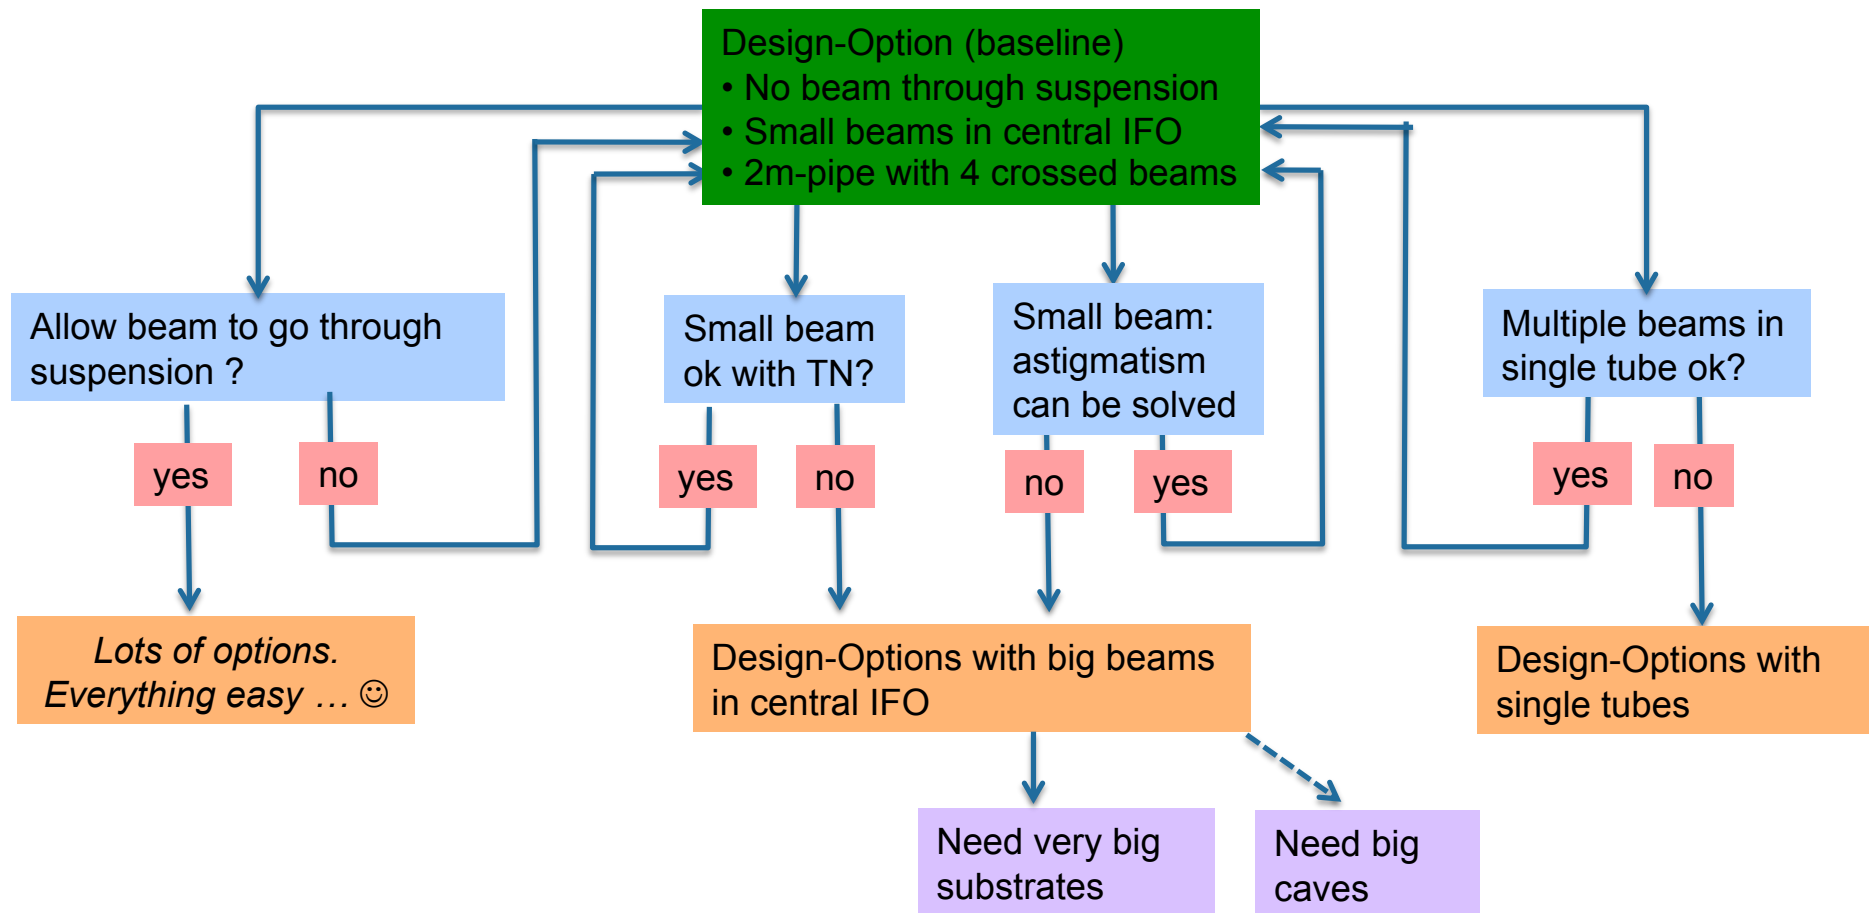 Design-Option (baseline)
• No beam through suspension
• Small beams in central IFO
• 2m-pipe with 4 crossed beams
Allow beam to go through
suspension ?
Small beam
ok with TN?
Small beam:
astigmatism
can be solved
Multiple beams in
single tube ok?
yes
no
yes
no
no
yes
yes
no
Lots of options.
Everything easy … ☺
Design-Options with big beams
in central IFO
Design-Options with
single tubes
Need very big
substrates
Need big
caves